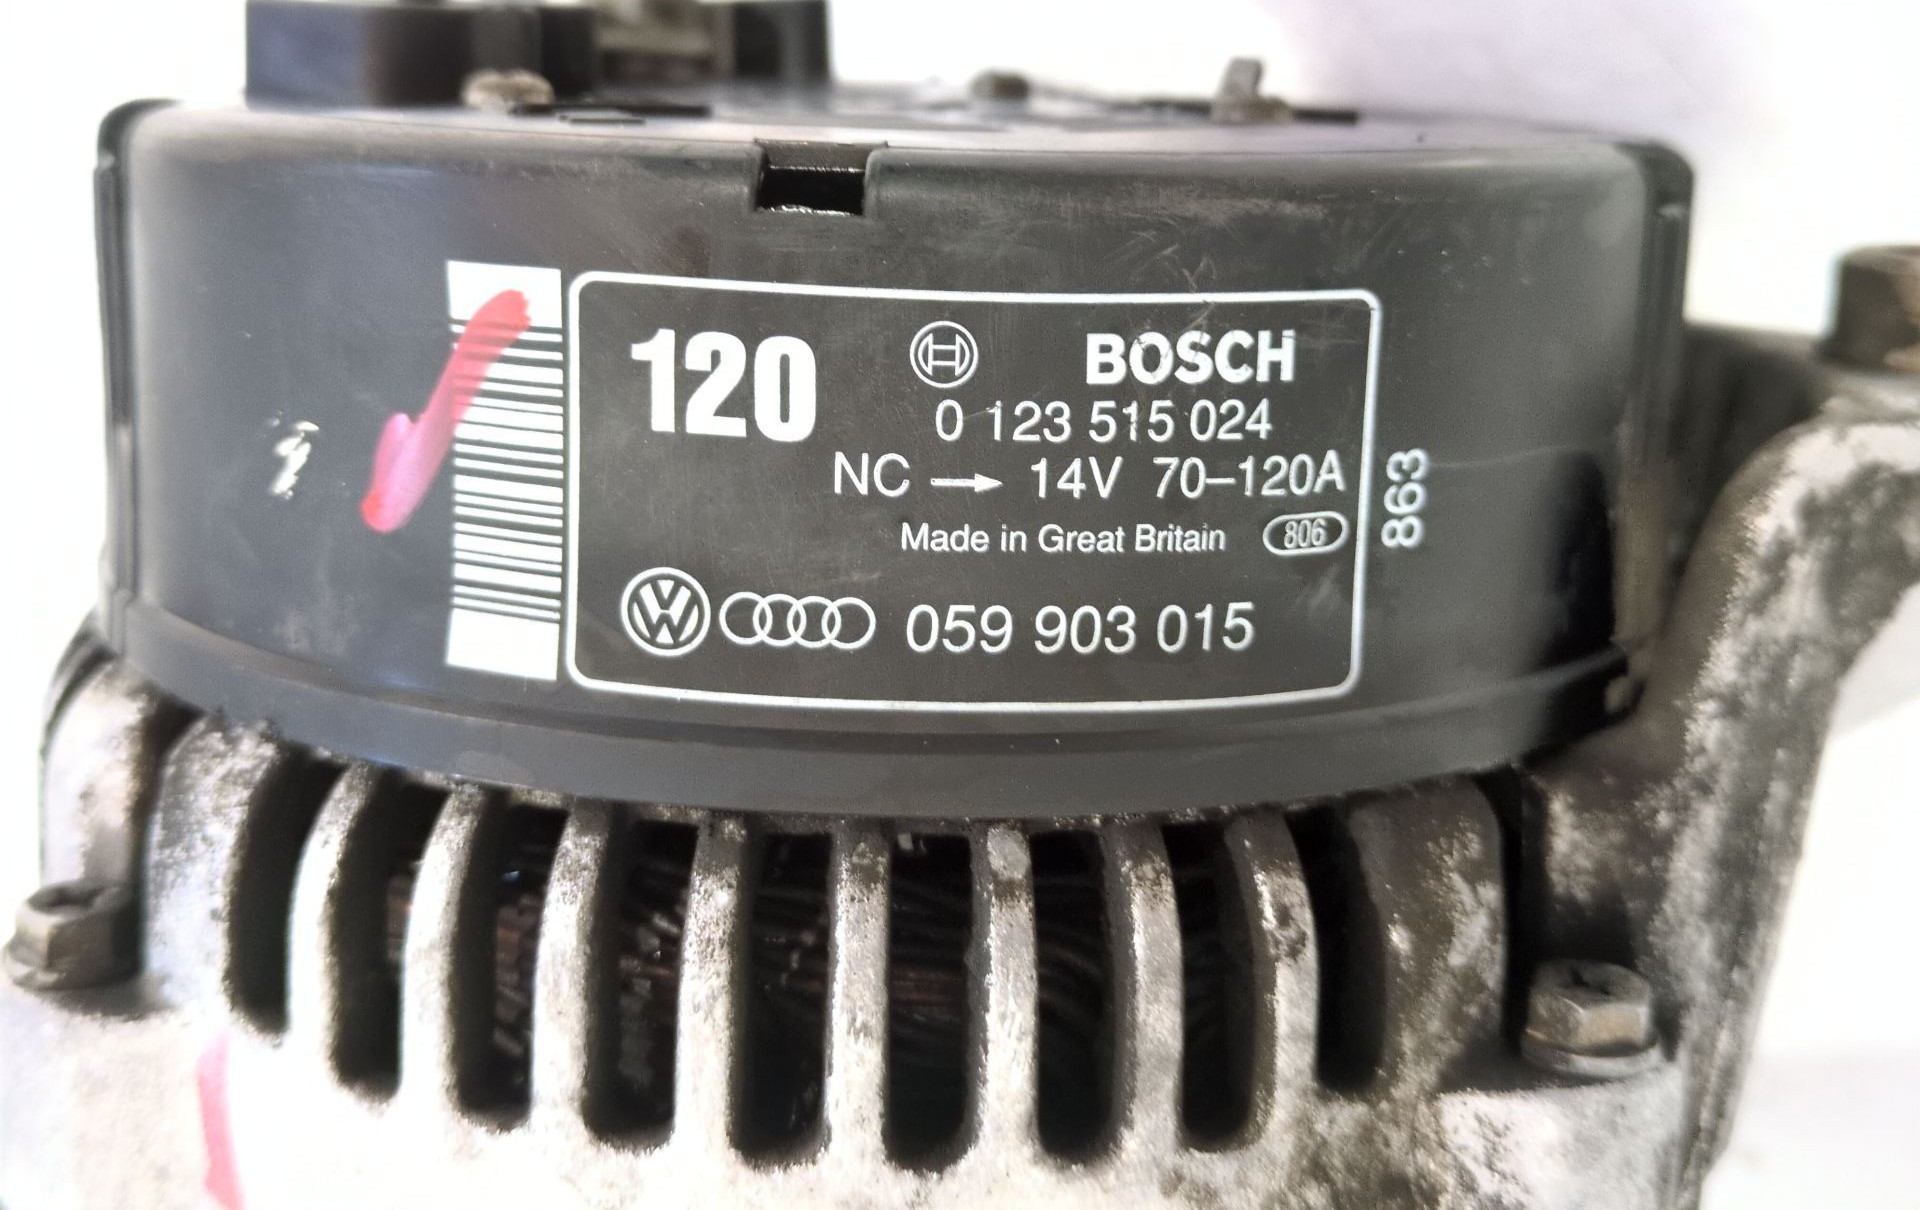 120
BOSCH
0 123 515 024
NC → 14V 70–120A
Made in Great Britain 806
059 903 015
863